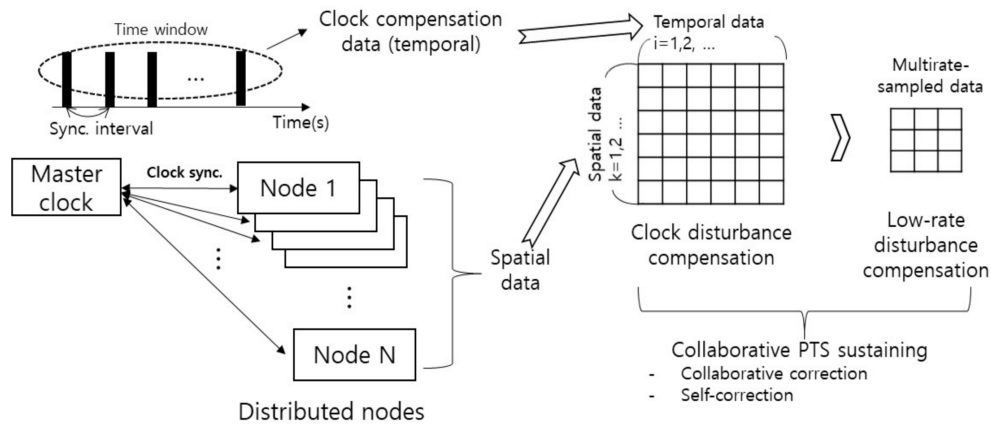 Time window
...
Sync. interval
Time(s)
Clock compensation
data (temporal)
Temporal data
i=1,2, ...
Spatial data
k=1,2 ...
Multirate-
sampled data
Master
clock
Clock sync.
Node 1
⋮
⋮
Node N
Distributed nodes
Spatial
data
Clock disturbance
compensation
Low-rate
disturbance
compensation
Collaborative PTS sustaining
- Collaborative correction
- Self-correction